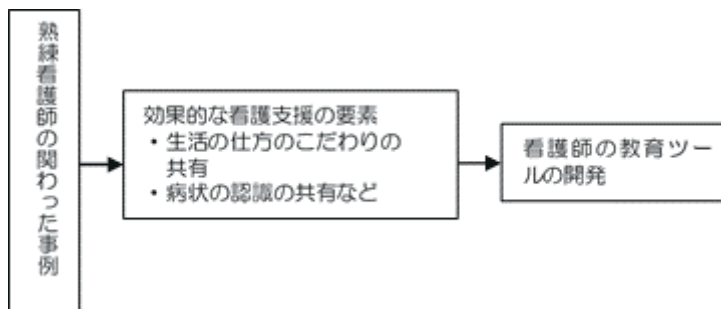 熟練看護師の関わった事例
効果的な看護支援の要素
・生活の仕方のこだわりの
共有
・病状の認識の共有など
看護師の教育ツー
ルの開発